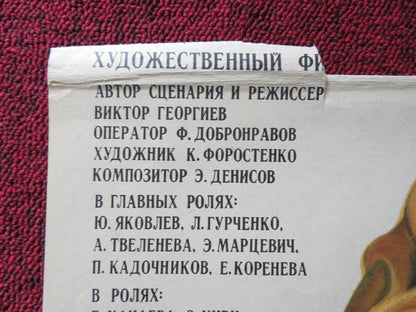 ХУДОЖЕСТВЕННЫЙ
АВТОР СЦЕНАРИЯ И РЕЖИССЕР
ВИКТОР ГЕОРГИЕВ
ОПЕРАТОР Ф. ДОБРОНРАВОВ
ХУДОЖНИК К. ФОРОСТЕНКО
КОМПОЗИТОР Э. ДЕНИСОВ
В ГЛАВНЫХ РОЛЯХ:
Ю. ЯКОВЛЕВ, Л. ГУРЧЕНКО,
А. ТВЕЛЕНЕВА, Э. МАРЦЕВИЧ,
П. КАДОЧНИКОВ, Е. КОРЕНЕВА
В РОЛЯХ: